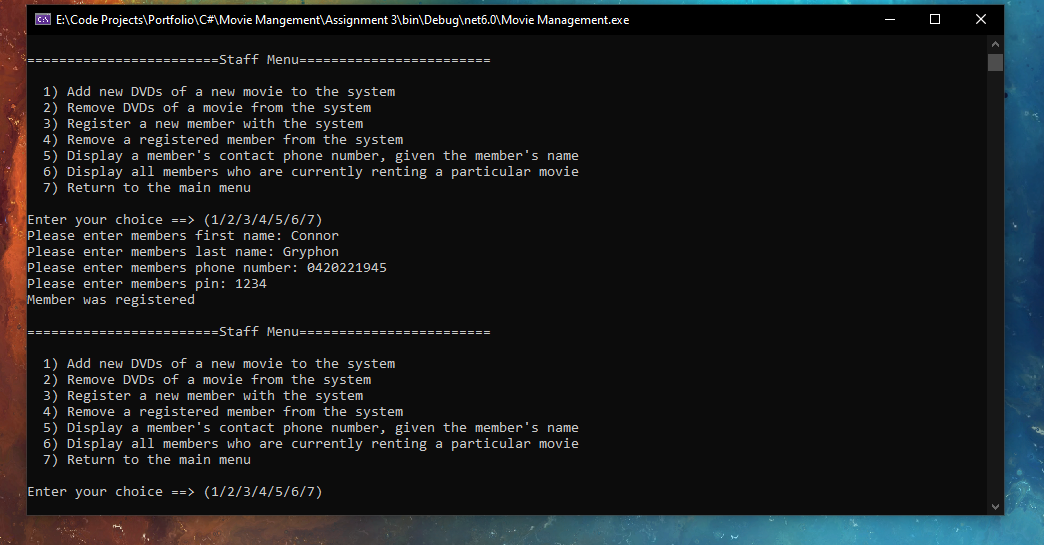 E:\Code Projects\Portfolio\C#\Movie Mangement\Assignment 3\bin\Debug\net6.0\Movie Management.exe
========================Staff Menu========================
1) Add new DVDs of a new movie to the system
2) Remove DVDs of a movie from the system
3) Register a new member with the system
4) Remove a registered member from the system
5) Display a member's contact phone number, given the member's name
6) Display all members who are currently renting a particular movie
7) Return to the main menu
Enter your choice ==> (1/2/3/4/5/6/7)
Please enter members first name: Connor
Please enter members last name: Gryphon
Please enter members phone number: 0420221945
Please enter members pin: 1234
Member was registered
========================Staff Menu========================
1) Add new DVDs of a new movie to the system
2) Remove DVDs of a movie from the system
3) Register a new member with the system
4) Remove a registered member from the system
5) Display a member's contact phone number, given the member's name
6) Display all members who are currently renting a particular movie
7) Return to the main menu
Enter your choice ==> (1/2/3/4/5/6/7)